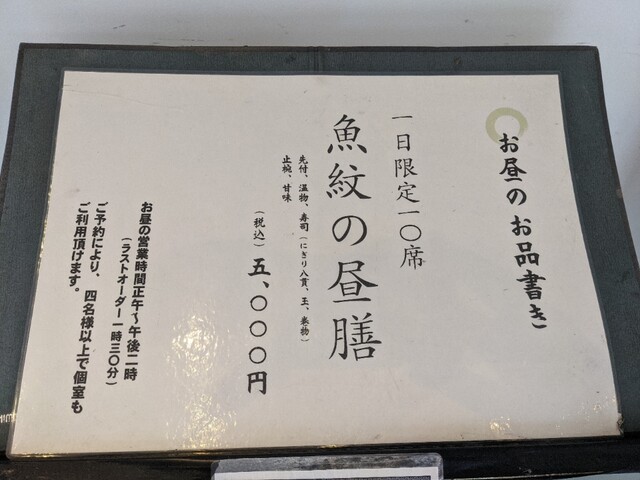 お昼のお品書き
一日限定一〇席
魚紋の昼膳
先付、温物、寿司(にぎり八貫、玉、巻物)
止椀、甘味
(税込)五、〇〇〇円
お昼の営業時間正午~午後二時
(ラストオーダー一時三〇分)
ご予約により、四名様以上で個室も
ご利用頂けます。